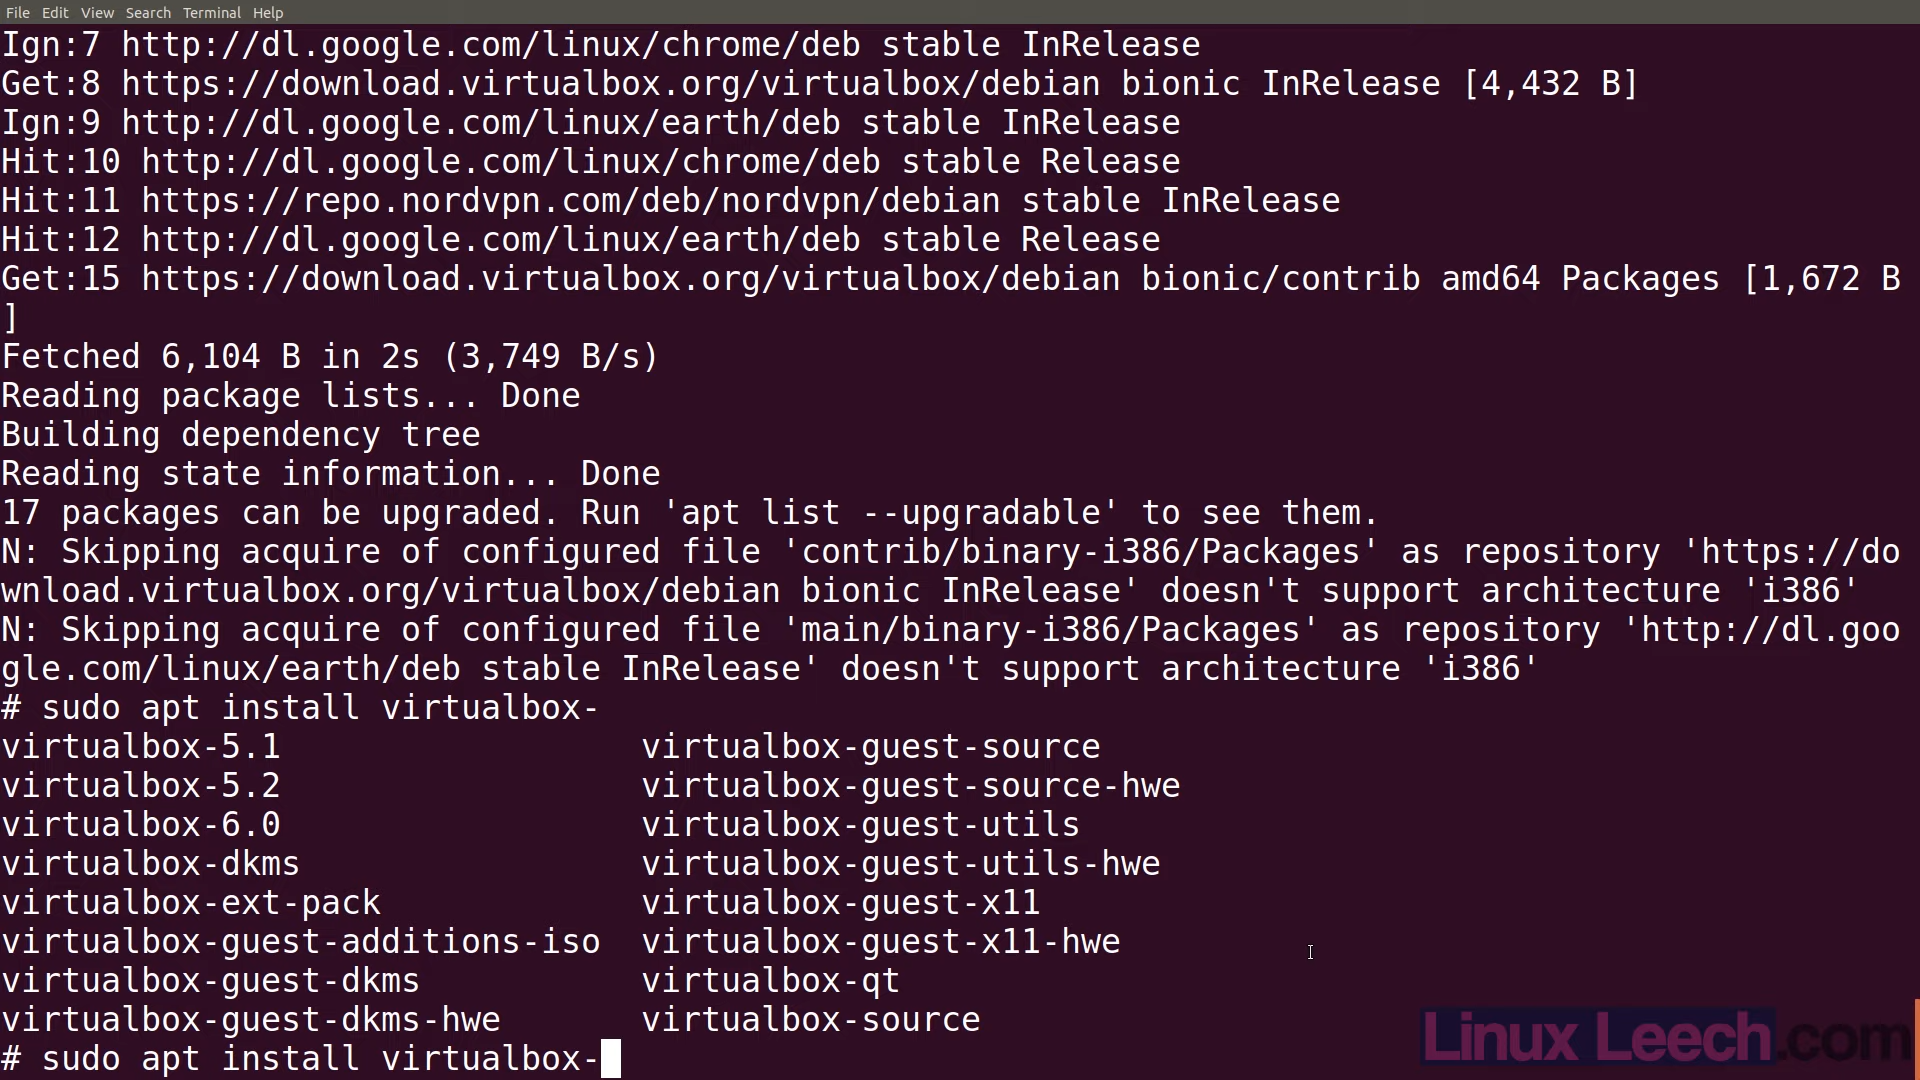 File Edit View Search Terminal Help
Ign:7 http://dl.google.com/linux/chrome/deb stable InRelease
Get:8 https://download.virtualbox.org/virtualbox/debian bionic InRelease [4,432 B]
Ign:9 http://dl.google.com/linux/earth/deb stable InRelease
Hit:10 http://dl.google.com/linux/chrome/deb stable Release
Hit:11 https://repo.nordvpn.com/deb/nordvpn/debian stable InRelease
Hit:12 http://dl.google.com/linux/earth/deb stable Release
Get:15 https://download.virtualbox.org/virtualbox/debian bionic/contrib amd64 Packages [1,672 B
]
Fetched 6,104 B in 2s (3,749 B/s)
Reading package lists... Done
Building dependency tree
Reading state information... Done
17 packages can be upgraded. Run 'apt list --upgradable' to see them.
N: Skipping acquire of configured file 'contrib/binary-i386/Packages' as repository 'https://do
wnload.virtualbox.org/virtualbox/debian bionic InRelease' doesn't support architecture 'i386'
N: Skipping acquire of configured file 'main/binary-i386/Packages' as repository 'http://dl.goo
gle.com/linux/earth/deb stable InRelease' doesn't support architecture 'i386'
# sudo apt install virtualbox-
virtualbox-5.1 virtualbox-guest-source
virtualbox-5.2 virtualbox-guest-source-hwe
virtualbox-6.0 virtualbox-guest-utils
virtualbox-dkms virtualbox-guest-utils-hwe
virtualbox-ext-pack virtualbox-guest-x11
virtualbox-guest-additions-iso virtualbox-guest-x11-hwe
virtualbox-guest-dkms virtualbox-qt
virtualbox-guest-dkms-hwe virtualbox-source
# sudo apt install virtualbox-
Linux Leech.com